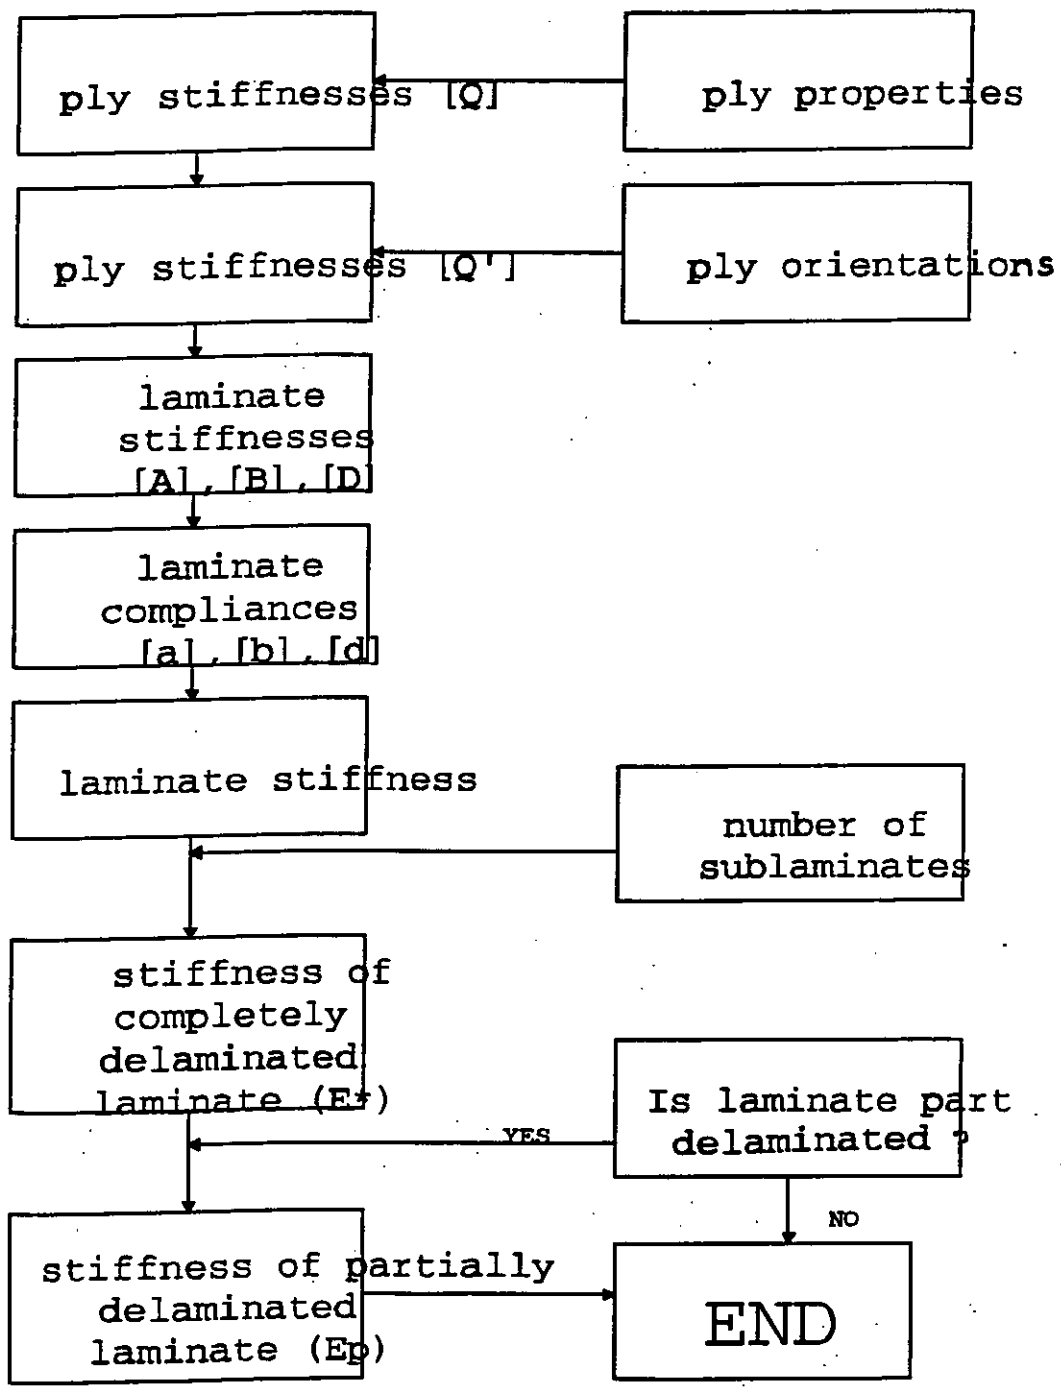 ply stiffnesses [Q]
ply properties
ply stiffnesses [Q']
ply orientations
laminate
stiffnesses
[A],[B],[D]
laminate
compliances
[a],[b],[d]
laminate stiffness
number of
sublaminates
stiffness of
completely
delaminated
laminate (E*)
Is laminate part
delaminated ?
YES
NO
stiffness of partially
delaminated
laminate (Ep)
END